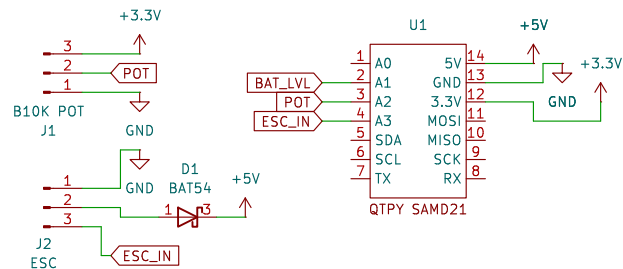 +3.3V
3
2
POT
1
B10K POT
J1
GND
1
GND
2
3
J2
ESC
ESC_IN
D1
BAT54
1
3
+5V
U1
+5V
+3.3V
GND
1 A0 5V 14
BAT_LVL 2 A1 GND 13
POT 3 A2 3.3V 12
ESC_IN 4 A3 MOSI 11
5 SDA MISO 10
6 SCL SCK 9
7 TX RX 8
QTPY SAMD21